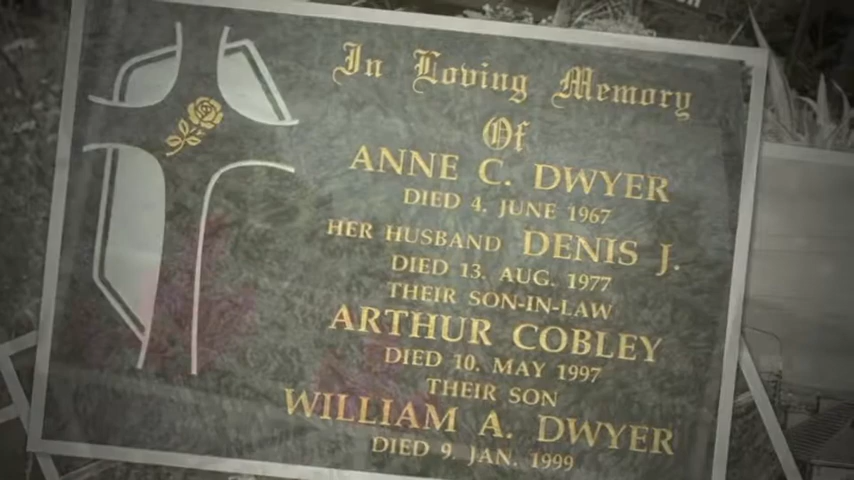 In Loving Memory
Of
ANNE C. DWYER
DIED 4. JUNE 1967
HER HUSBAND DENIS J.
DIED 13. AUG. 1977
THEIR SON-IN-LAW
ARTHUR COBLEY
DIED 10. MAY 1997
THEIR SON
WILLIAM A. DWYER
DIED 9. JAN. 1999